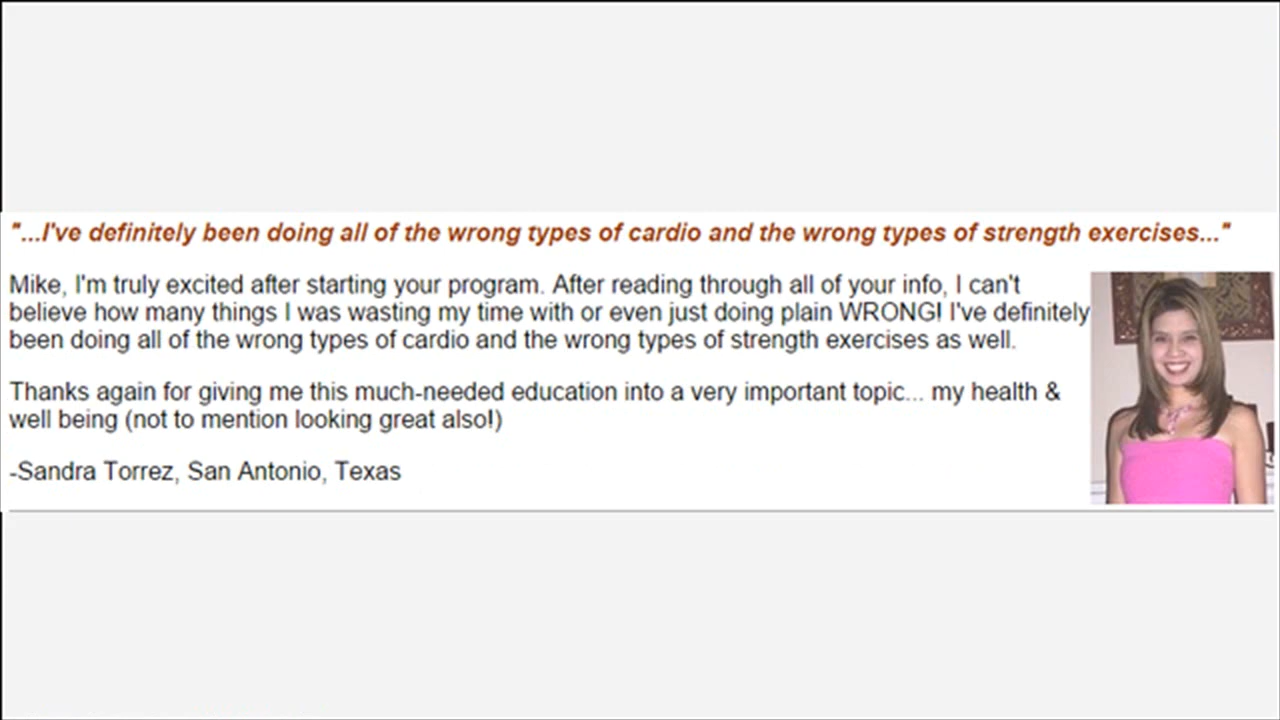 "...I've definitely been doing all of the wrong types of cardio and the wrong types of strength exercises..."
Mike, I'm truly excited after starting your program. After reading through all of your info, I can't
believe how many things I was wasting my time with or even just doing plain WRONG! I've definitely
been doing all of the wrong types of cardio and the wrong types of strength exercises as well.
Thanks again for giving me this much-needed education into a very important topic... my health &
well being (not to mention looking great also!)
-Sandra Torrez, San Antonio, Texas